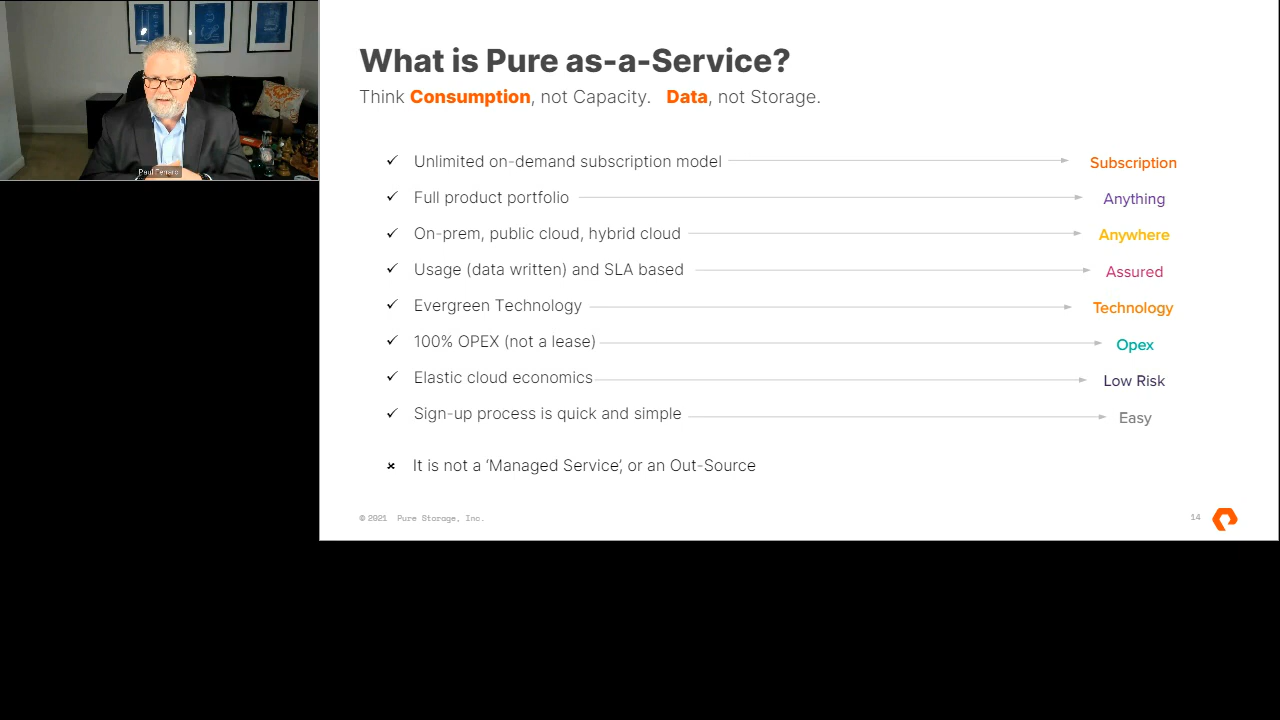 What is Pure as-a-Service?
Think Consumption, not Capacity. Data, not Storage.
✓ Unlimited on-demand subscription model Subscription
✓ Full product portfolio Anything
✓ On-prem, public cloud, hybrid cloud Anywhere
✓ Usage (data written) and SLA based Assured
✓ Evergreen Technology Technology
✓ 100% OPEX (not a lease) Opex
✓ Elastic cloud economics Low Risk
✓ Sign-up process is quick and simple Easy
× It is not a ‘Managed Service’, or an Out-Source
© 2021 Pure Storage, Inc. 14
Paul Ferraro